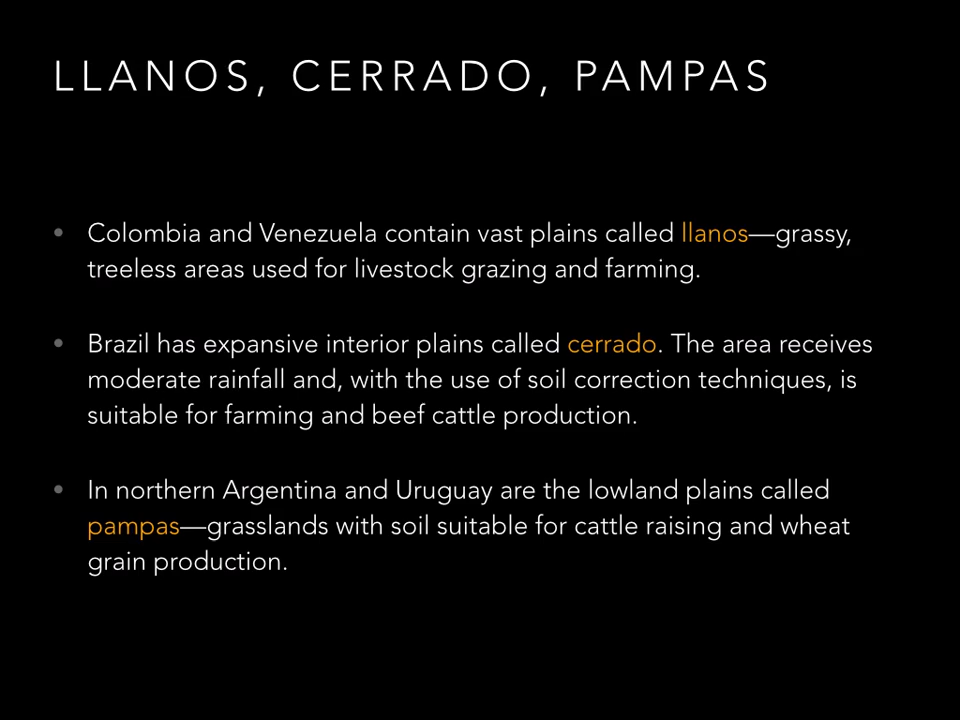 LLANOS, CERRADO, PAMPAS
• Colombia and Venezuela contain vast plains called llanos—grassy,
treeless areas used for livestock grazing and farming.
• Brazil has expansive interior plains called cerrado. The area receives
moderate rainfall and, with the use of soil correction techniques, is
suitable for farming and beef cattle production.
• In northern Argentina and Uruguay are the lowland plains called
pampas—grasslands with soil suitable for cattle raising and wheat
grain production.